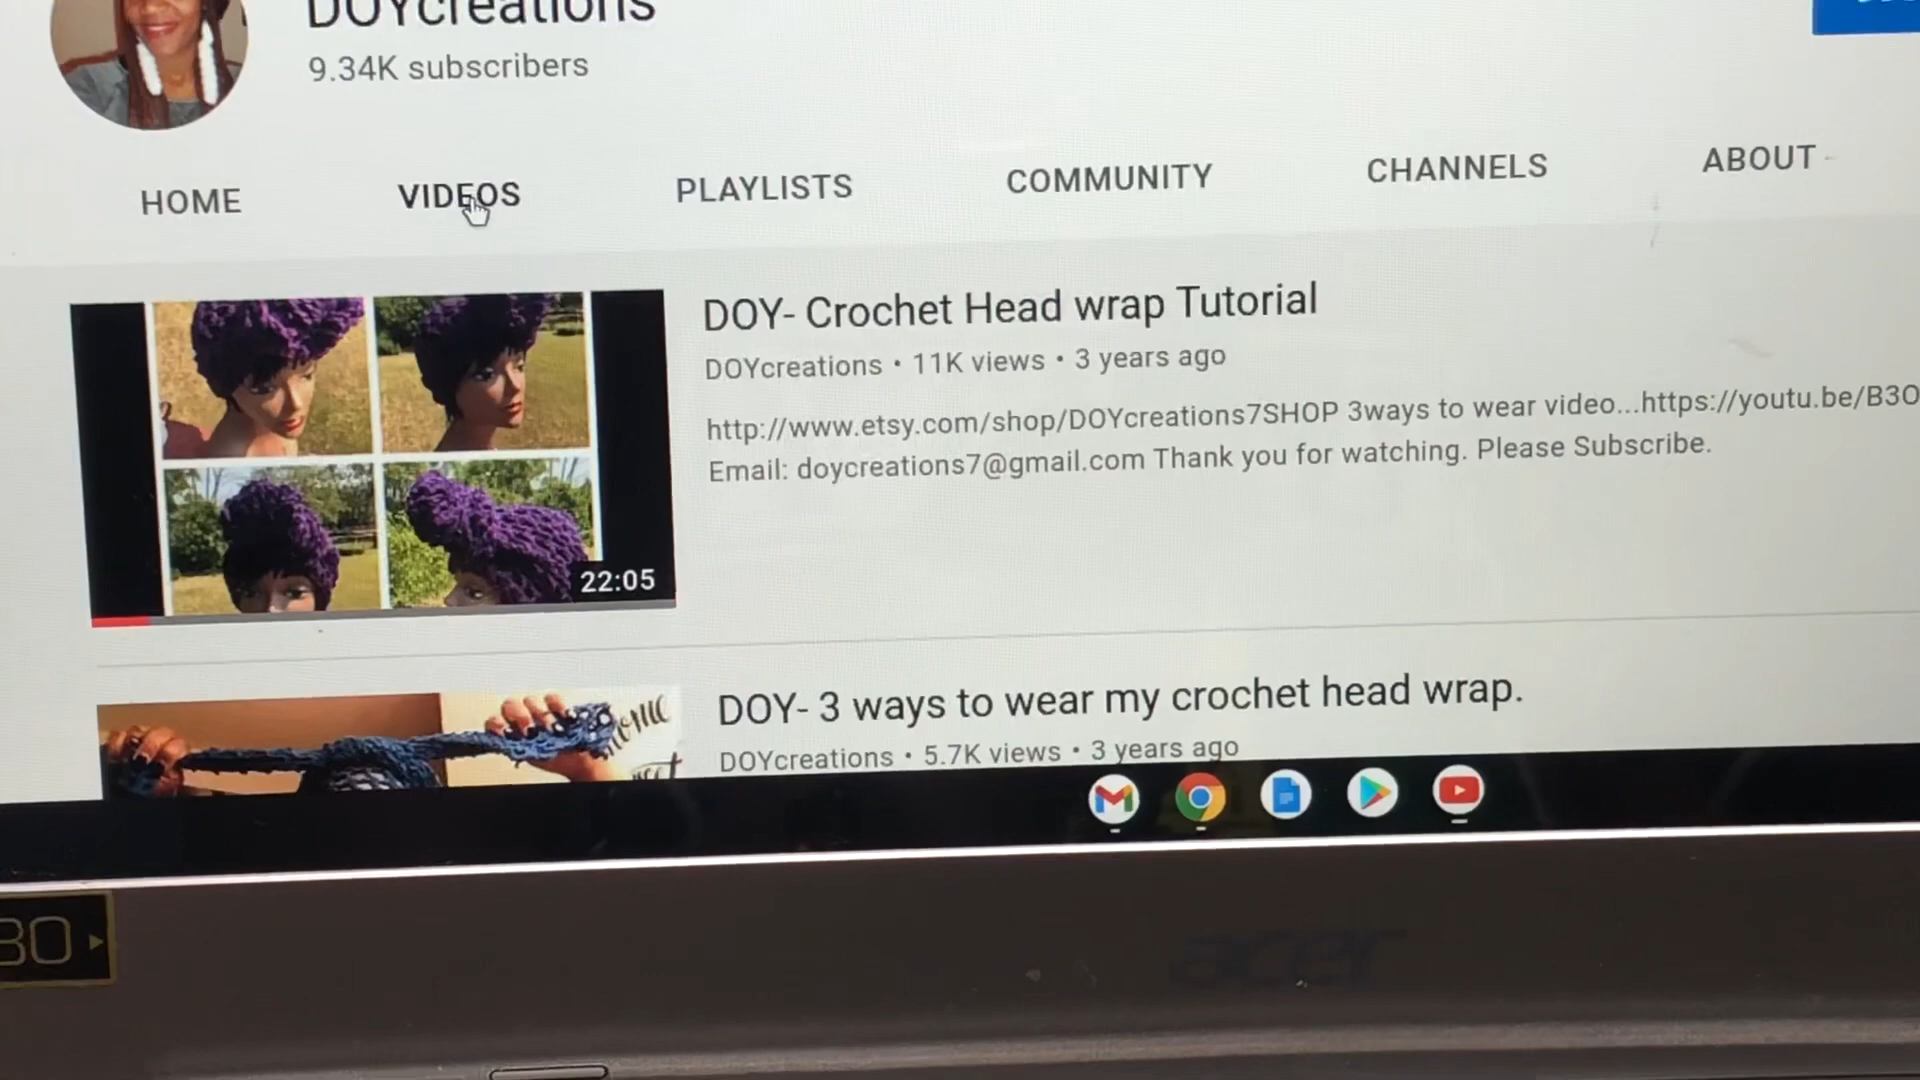 DOYcreations
9.34K subscribers
HOME VIDEOS PLAYLISTS COMMUNITY CHANNELS ABOUT
DOY- Crochet Head wrap Tutorial
DOYcreations • 11K views • 3 years ago
http://www.etsy.com/shop/DOYcreations7SHOP 3ways to wear video...https://youtu.be/B3O
Email: doycreations7@gmail.com Thank you for watching. Please Subscribe.
22:05
DOY- 3 ways to wear my crochet head wrap.
DOYcreations • 5.7K views • 3 years ago
acer